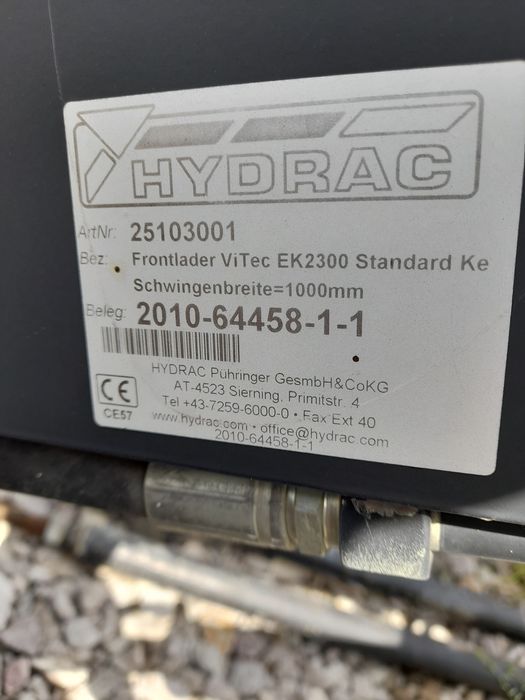 HYDRAC
ArtNr: 25103001
Bez: Frontlader ViTec EK2300 Standard Ke
Schwingenbreite=1000mm
Beleg: 2010-64458-1-1
HYDRAC Pühringer GesmbH&CoKG
AT-4523 Sierning, Primitstr. 4
Tel +43-7259-6000-0 • Fax Ext 40
www.hydrac.com • office@hydrac.com
2010-64458-1-1
CE
CE57